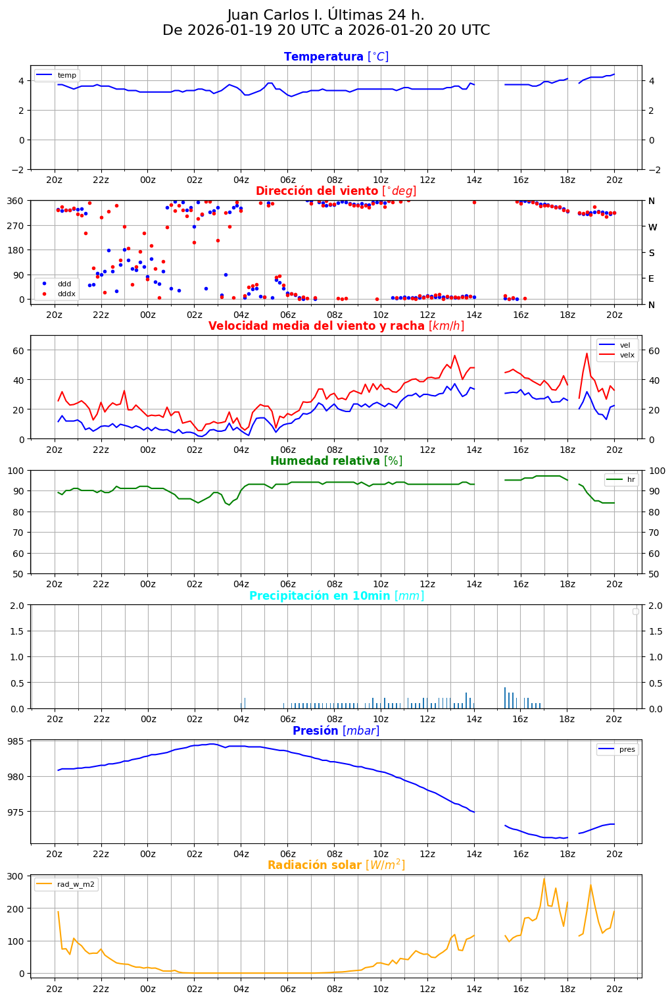 Juan Carlos I. Últimas 24 h.
De 2026-01-19 20 UTC a 2026-01-20 20 UTC
Temperatura [°C]
temp
4 4
2 2
0 0
−2 −2
20z 22z 00z 02z 04z 06z 08z 10z 12z 14z 16z 18z 20z
Dirección del viento [°deg]
360 N
270 W
180 S
90 E
0 N
ddd
dddx
20z 22z 00z 02z 04z 06z 08z 10z 12z 14z 16z 18z 20z
Velocidad media del viento y racha [km/h]
vel
velx
60 60
40 40
20 20
0 0
20z 22z 00z 02z 04z 06z 08z 10z 12z 14z 16z 18z 20z
Humedad relativa [%]
hr
100 100
90 90
80 80
70 70
60 60
50 50
20z 22z 00z 02z 04z 06z 08z 10z 12z 14z 16z 18z 20z
Precipitación en 10min [mm]
2.0 2.0
1.5 1.5
1.0 1.0
0.5 0.5
0.0 0.0
20z 22z 00z 02z 04z 06z 08z 10z 12z 14z 16z 18z 20z
Presión [mbar]
pres
985
980
975
20z 22z 00z 02z 04z 06z 08z 10z 12z 14z 16z 18z 20z
Radiación solar [W/m²]
rad_w_m2
300
200
100
0
20z 22z 00z 02z 04z 06z 08z 10z 12z 14z 16z 18z 20z